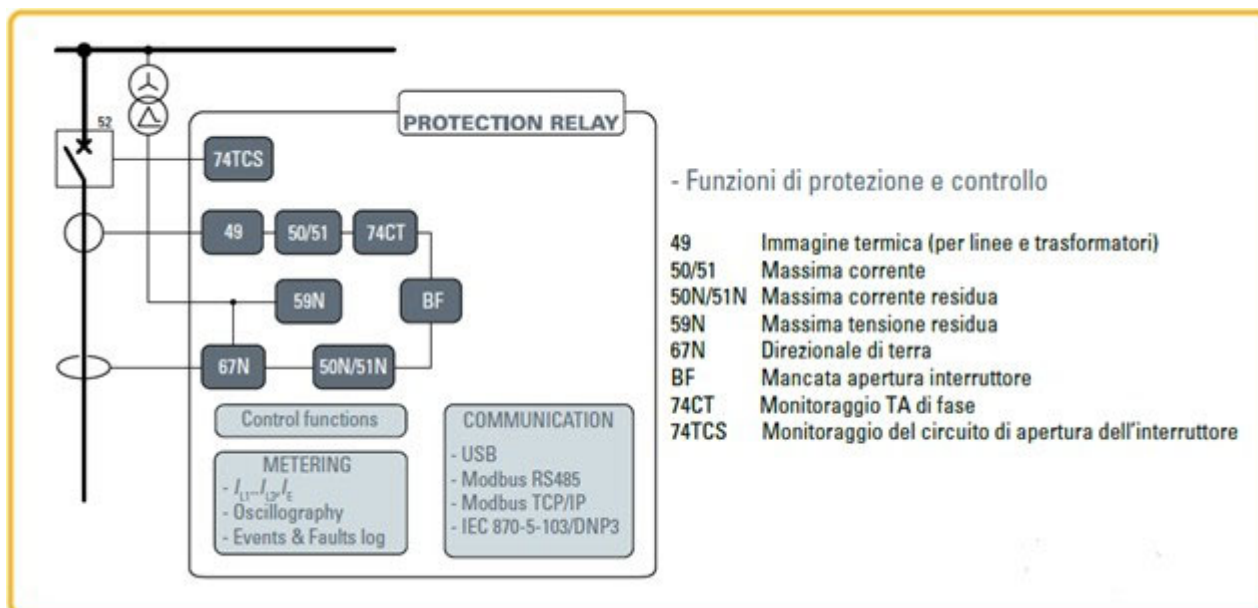 52
PROTECTION RELAY
74TCS
49
50/51
74CT
59N
BF
67N
50N/51N
Control functions
METERING
- IL1...IL3, IE
- Oscillography
- Events & Faults log
COMMUNICATION
- USB
- Modbus RS485
- Modbus TCP/IP
- IEC 870-5-103/DNP3
- Funzioni di protezione e controllo
49 Immagine termica (per linee e trasformatori)
50/51 Massima corrente
50N/51N Massima corrente residua
59N Massima tensione residua
67N Direzionale di terra
BF Mancata apertura interruttore
74CT Monitoraggio TA di fase
74TCS Monitoraggio del circuito di apertura dell'interruttore